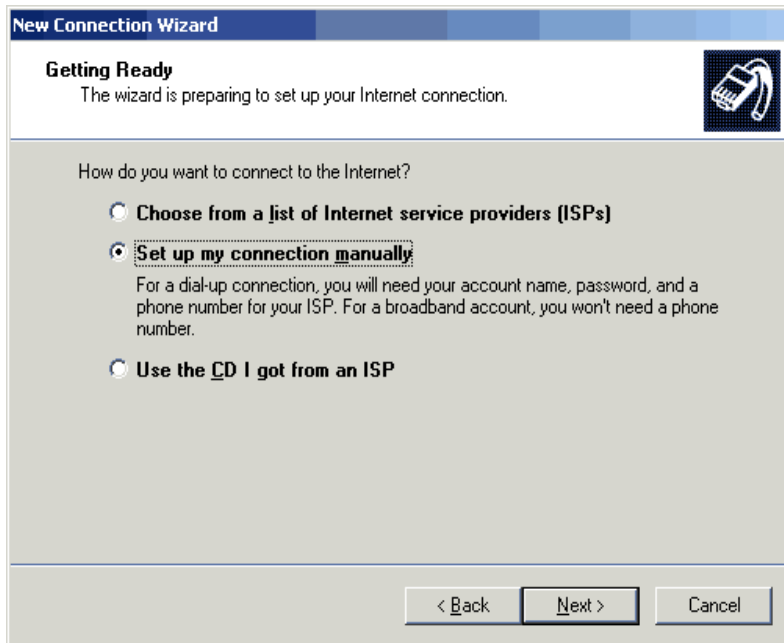 New Connection Wizard
Getting Ready
The wizard is preparing to set up your Internet connection.
How do you want to connect to the Internet?
Choose from a list of Internet service providers (ISPs)
Set up my connection manually
For a dial-up connection, you will need your account name, password, and a
phone number for your ISP. For a broadband account, you won't need a phone
number.
Use the CD I got from an ISP
< Back Next > Cancel